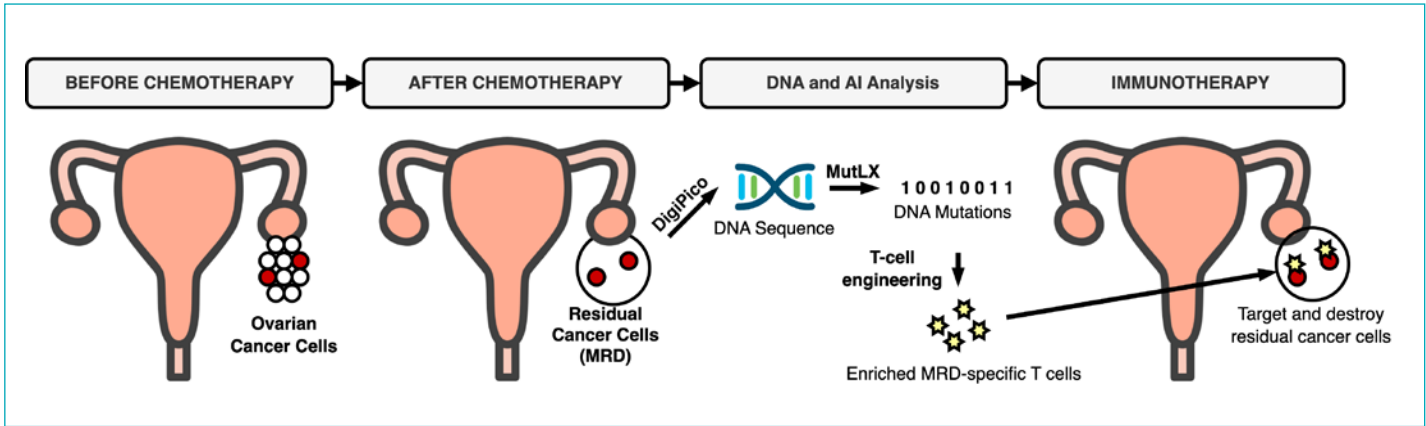 BEFORE CHEMOTHERAPY
AFTER CHEMOTHERAPY
DNA and AI Analysis
IMMUNOTHERAPY
Ovarian
Cancer Cells
Residual
Cancer Cells
(MRD)
DigiPico
DNA Sequence
MutLX
10010011
DNA Mutations
T-cell
engineering
Enriched MRD-specific T cells
Target and destroy
residual cancer cells